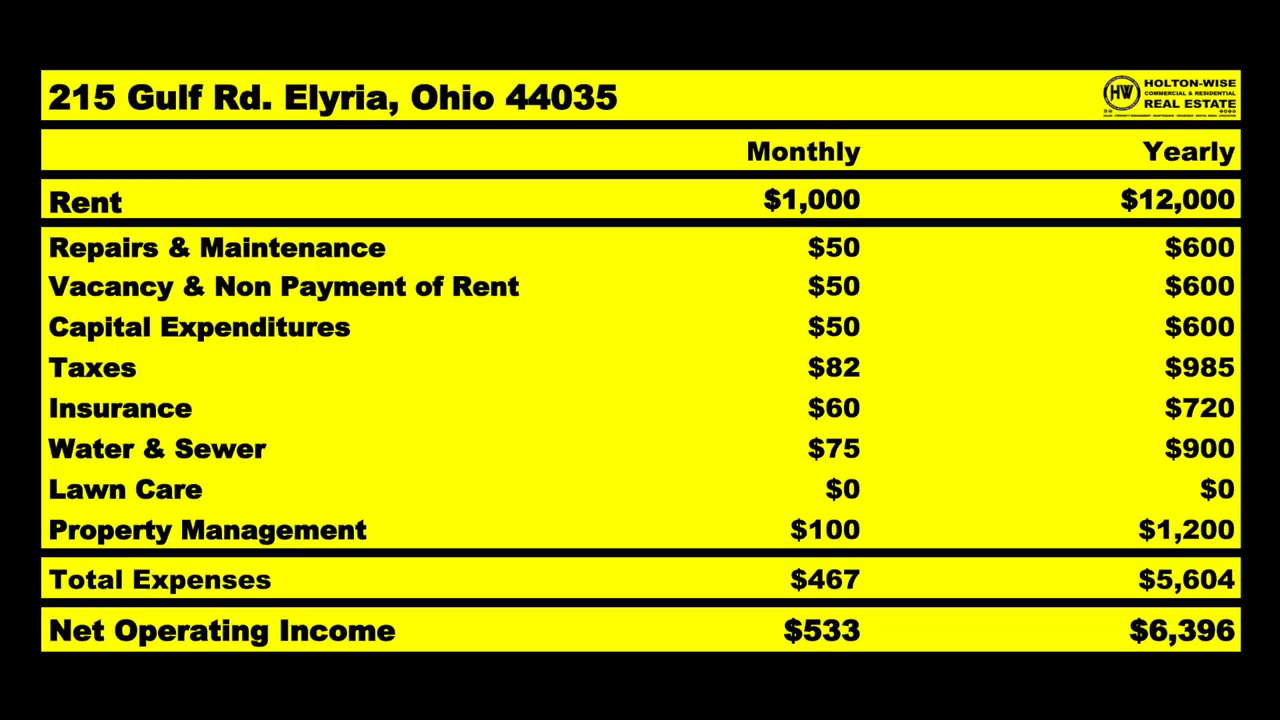 215 Gulf Rd. Elyria, Ohio 44035
HW
HOLTON-WISE
COMMERCIAL & RESIDENTIAL
REAL ESTATE
Monthly Yearly
Rent $1,000 $12,000
Repairs & Maintenance $50 $600
Vacancy & Non Payment of Rent $50 $600
Capital Expenditures $50 $600
Taxes $82 $985
Insurance $60 $720
Water & Sewer $75 $900
Lawn Care $0 $0
Property Management $100 $1,200
Total Expenses $467 $5,604
Net Operating Income $533 $6,396